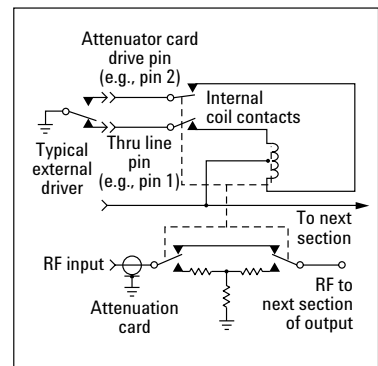 Attenuator card
drive pin
(e.g., pin 2)
Internal
coil contacts
Typical
external
driver
Thru line
pin
(e.g., pin 1)
To next
section
RF input
Attenuation
card
RF to
next section
of output